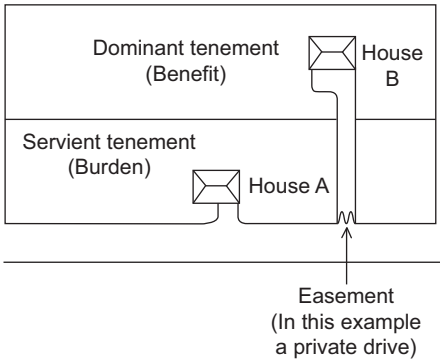 Dominant tenement
(Benefit)
House
B
Servient tenement
(Burden)
House A
Easement
(In this example
a private drive)